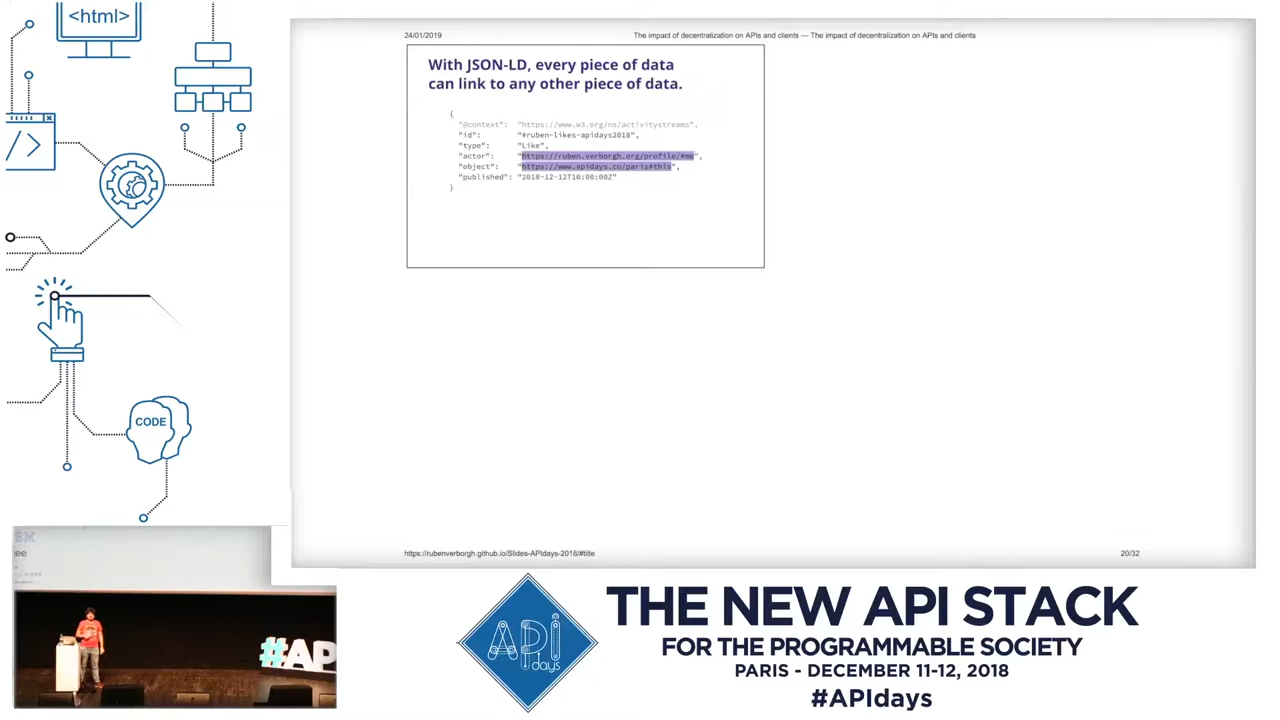 <html>
24/01/2019
The impact of decentralization on APIs and clients — The impact of decentralization on APIs and clients
With JSON-LD, every piece of data
can link to any other piece of data.
{
"@context": "https://www.w3.org/ns/activitystreams",
"id": "#ruben-likes-apidays2018",
"type": "Like",
"actor": "https://ruben.verborgh.org/profile/#me",
"object": "https://www.apidays.co/paris#this",
"published": "2018-12-12T10:00:00Z"
}
</>
CODE
https://rubenverborgh.github.io/Slides-APIdays-2018/#title
20/32
#AP
API
days
THE NEW API STACK
FOR THE PROGRAMMABLE SOCIETY
PARIS - DECEMBER 11-12, 2018
#APIdays